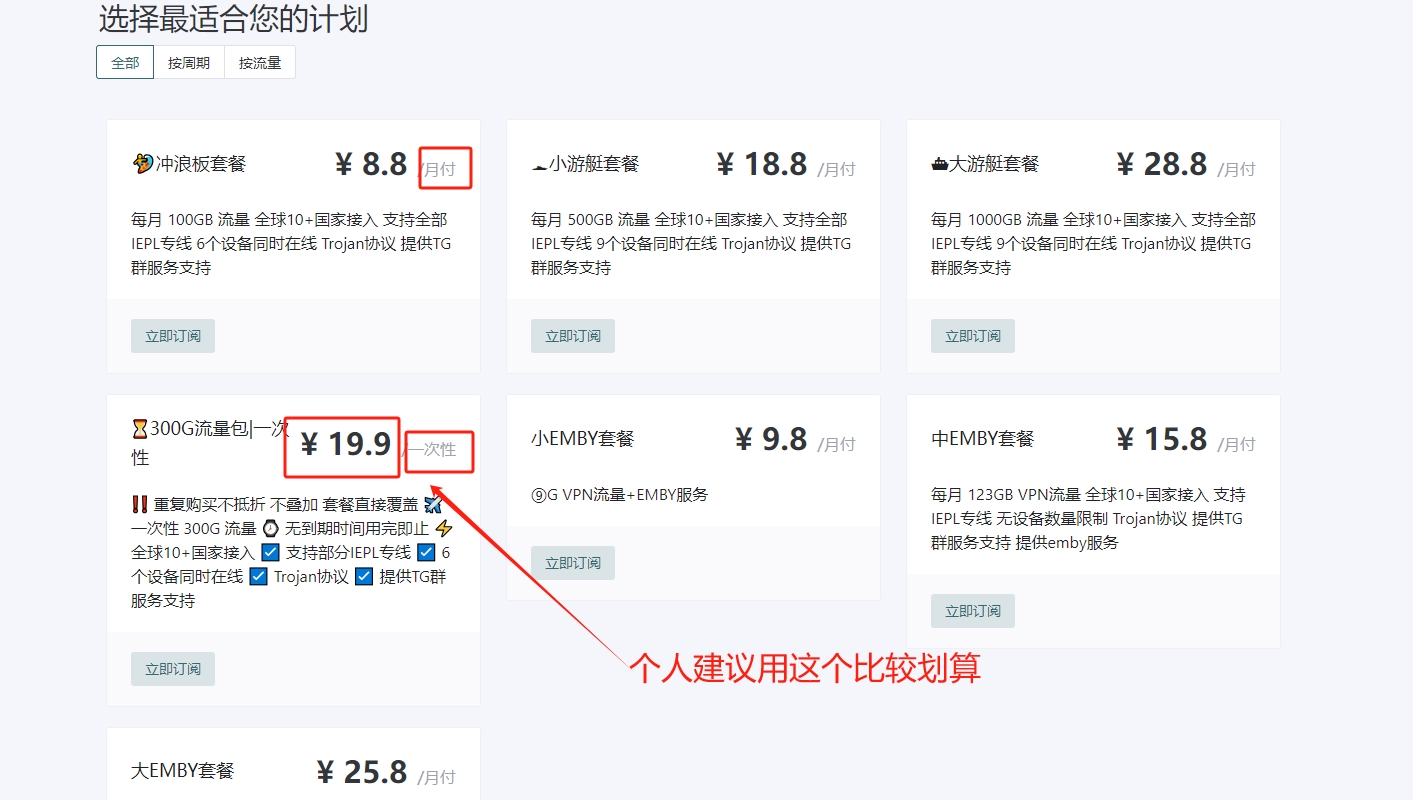 选择最适合您的计划
全部 按周期 按流量
冲浪板套餐 ¥ 8.8 /月付
每月 100GB 流量 全球10+国家接入 支持全部
IEPL专线 6个设备同时在线 Trojan协议 提供TG
群服务支持
立即订阅
小游艇套餐 ¥ 18.8 /月付
每月 500GB 流量 全球10+国家接入 支持全部
IEPL专线 9个设备同时在线 Trojan协议 提供TG
群服务支持
立即订阅
大游艇套餐 ¥ 28.8 /月付
每月 1000GB 流量 全球10+国家接入 支持全部
IEPL专线 9个设备同时在线 Trojan协议 提供TG
群服务支持
立即订阅
⏳300G流量包|一次
性 ¥ 19.9 /一次性
‼️ 重复购买不抵折 不叠加 套餐直接覆盖 ✈️
一次性 300G 流量 ⌚ 无到期时间用完即止 ⚡
全球10+国家接入 ☑️ 支持部分IEPL专线 ☑️ 6
个设备同时在线 ☑️ Trojan协议 ☑️ 提供TG群
服务支持
立即订阅
小EMBY套餐 ¥ 9.8 /月付
⑨G VPN流量+EMBY服务
立即订阅
中EMBY套餐 ¥ 15.8 /月付
每月 123GB VPN流量 全球10+国家接入 支持
IEPL专线 无设备数量限制 Trojan协议 提供TG
群服务支持 提供emby服务
立即订阅
个人建议用这个比较划算
大EMBY套餐 ¥ 25.8 /月付